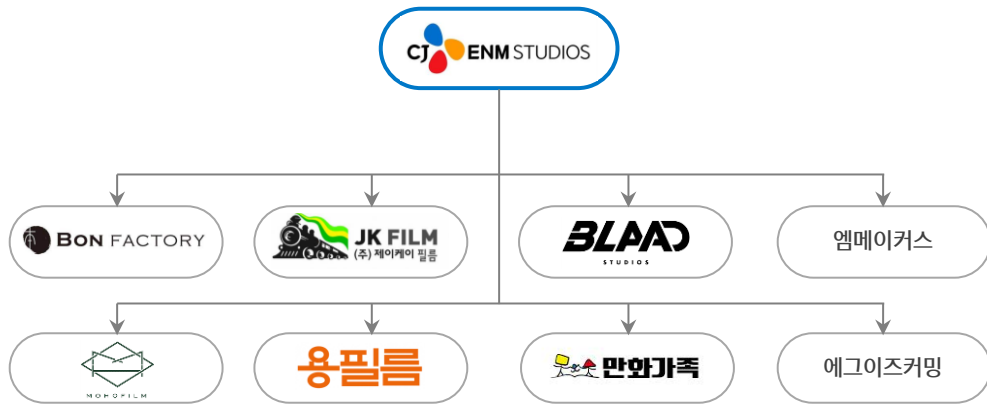 CJ ENM STUDIOS
BON FACTORY
JK FILM
(주) 제이케이 필름
BLAAD
STUDIOS
엠메이커스
MOHOFILM
용필름
만화가족
에그이즈커밍